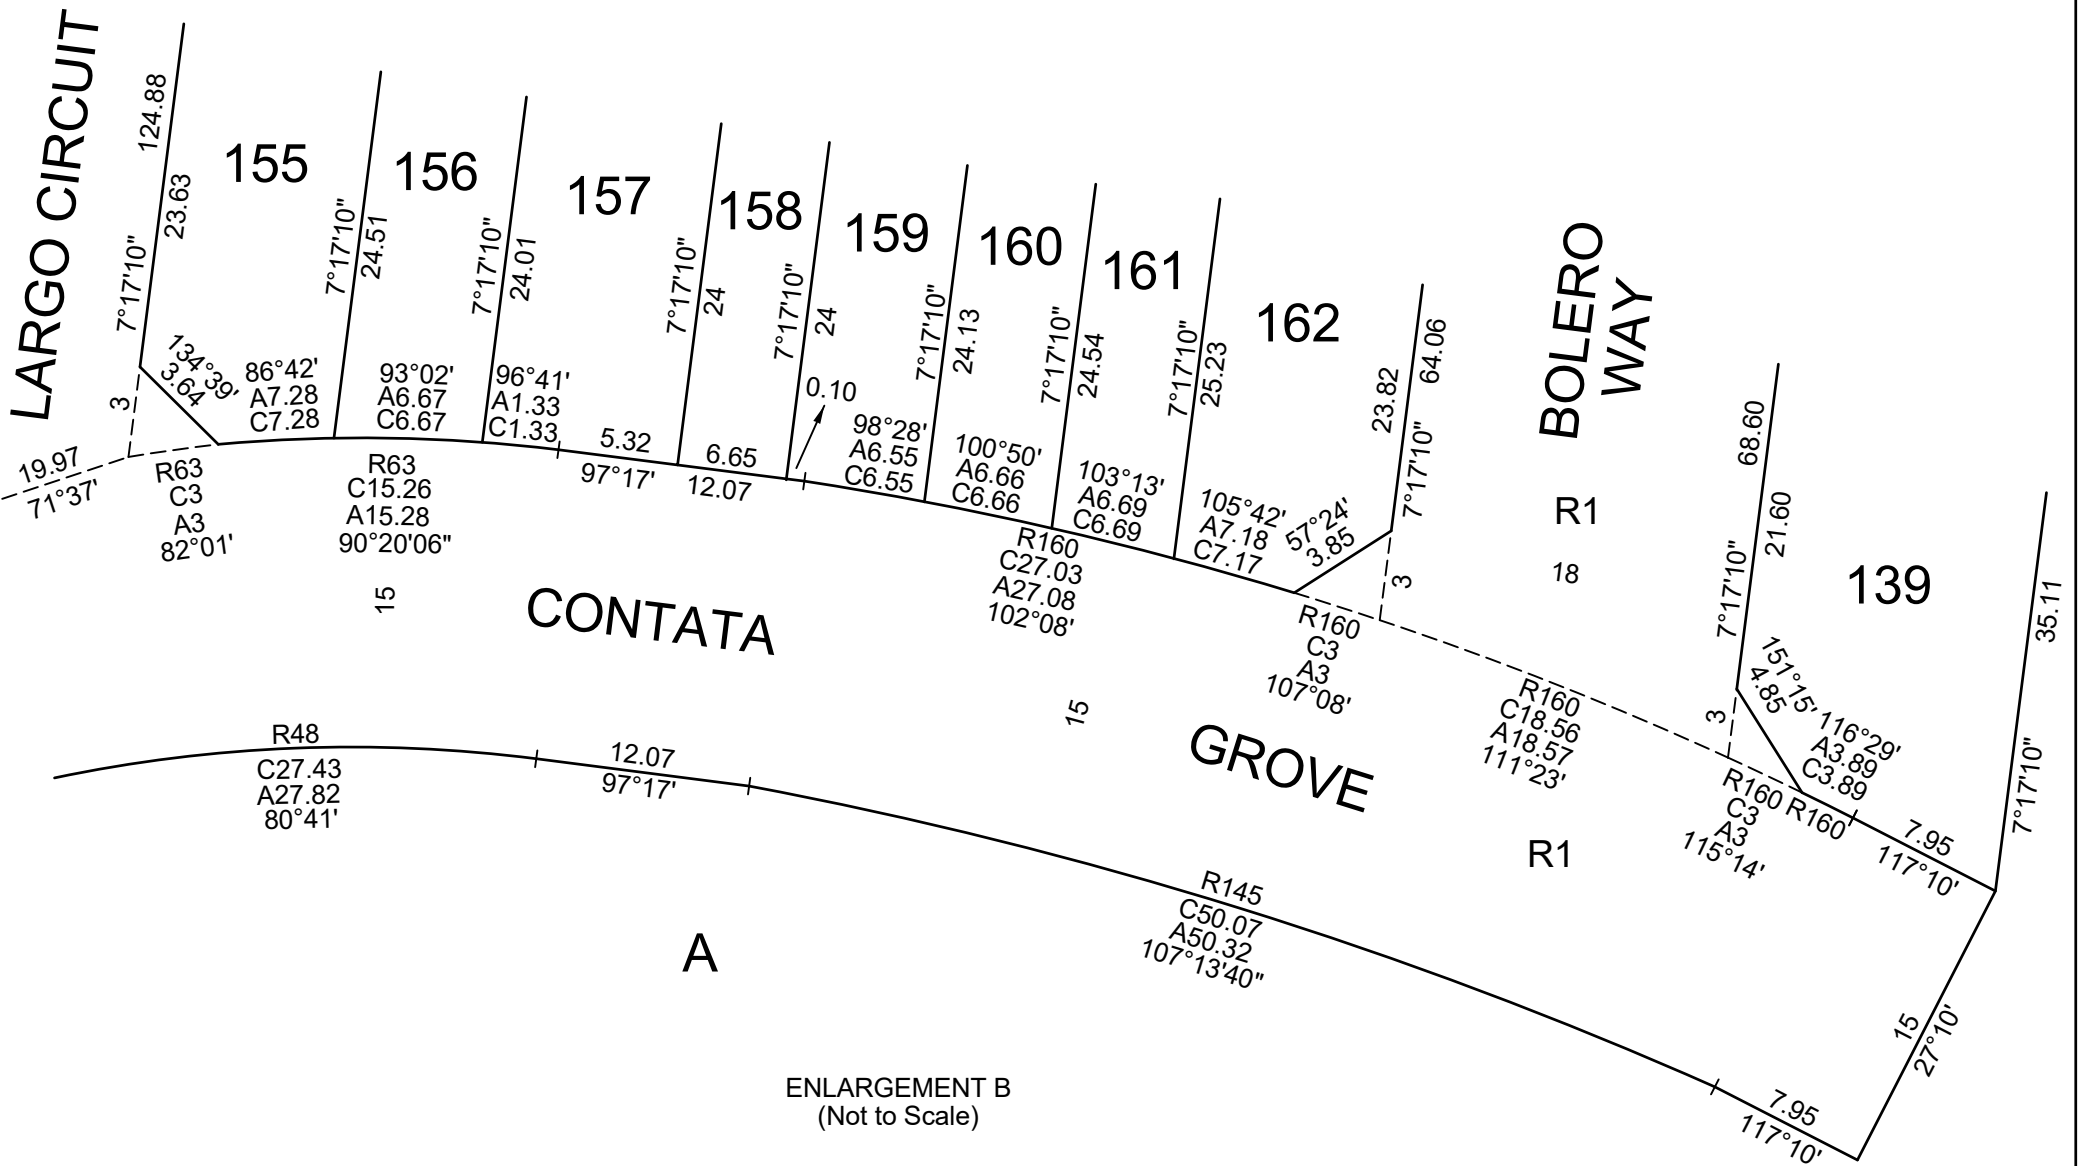 LARGO CIRCUIT
124.88
23.63
7°17'10"
155
7°17'10"
24.51
156
7°17'10"
24.01
157
7°17'10"
24
158
7°17'10"
24
159
7°17'10"
24.13
160
7°17'10"
24.54
161
7°17'10"
25.23
162
23.82
64.06
7°17'10"
BOLERO
WAY
R1
18
68.60
21.60
7°17'10"
139
35.11
7°17'10"
3
134°39'
3.64
86°42'
A7.28
C7.28
93°02'
A6.67
C6.67
96°41'
A1.33
C1.33
5.32
97°17'
6.65
12.07
0.10
98°28'
A6.55
C6.55
100°50'
A6.66
C6.66
103°13'
A6.69
C6.69
105°42'
A7.18
C7.17
57°24'
3.85
3
3
151°15'
4.85
116°29'
A3.89
C3.89
19.97
71°37'
R63
C3
A3
82°01'
R63
C15.26
A15.28
90°20'06"
15
CONTATA
R160
C27.03
A27.08
102°08'
15
R160
C3
A3
107°08'
GROVE
R160
C18.56
A18.57
111°23'
R160
C3
A3
115°14'
R160
7.95
117°10'
R1
R48
C27.43
A27.82
80°41'
12.07
97°17'
R145
C50.07
A50.32
107°13'40"
A
15
27°10'
7.95
117°10'
ENLARGEMENT B
(Not to Scale)